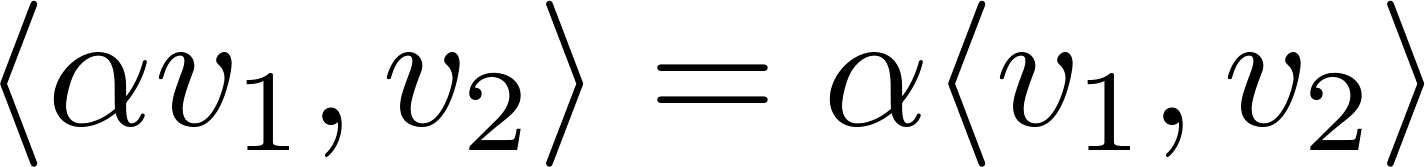 ⟨αv₁, v₂⟩ = α⟨v₁, v₂⟩